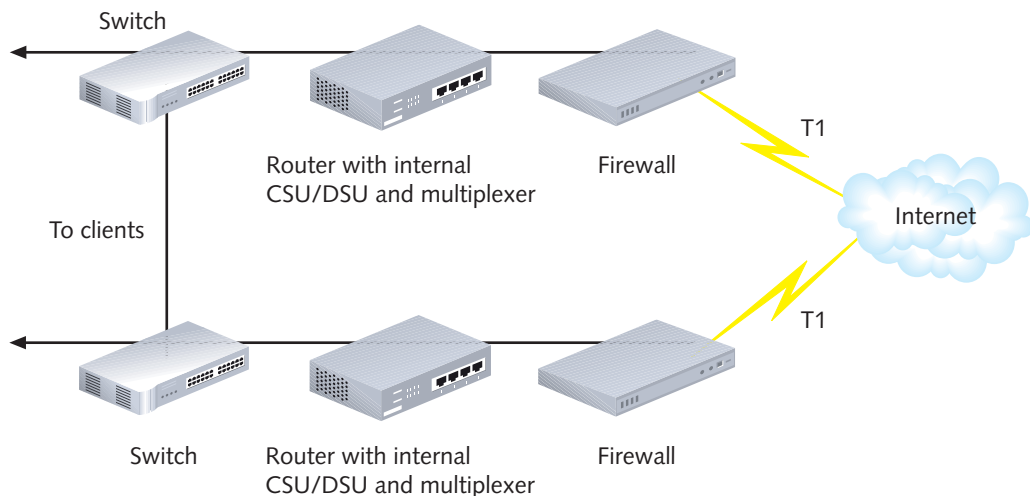 Switch
T1
Router with internal
CSU/DSU and multiplexer
Firewall
Internet
To clients
T1
Switch
Router with internal
CSU/DSU and multiplexer
Firewall